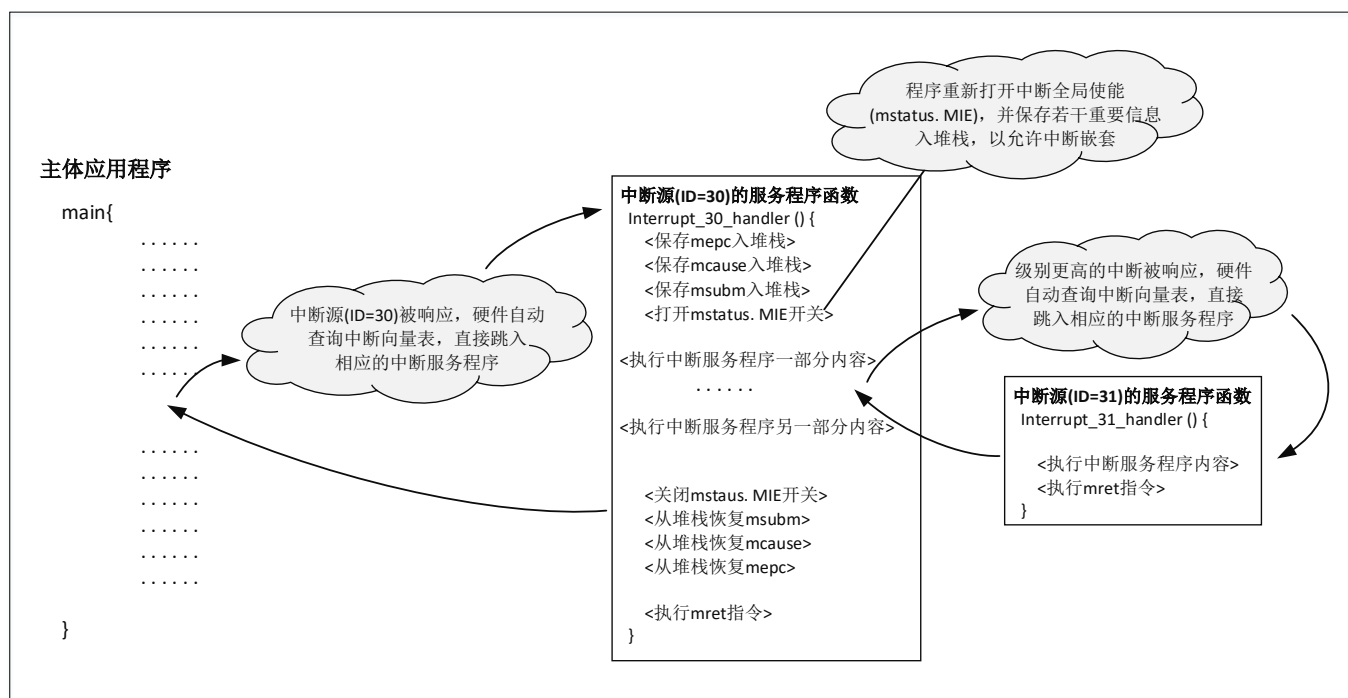 主体应用程序
main{
......
......
......
......
......
......
......
......
......
......
......
......
}
中断源(ID=30)被响应，硬件自动
查询中断向量表，直接跳入
相应的中断服务程序
程序重新打开中断全局使能
(mstatus. MIE)，并保存若干重要信息
入堆栈，以允许中断嵌套
中断源(ID=30)的服务程序函数
Interrupt_30_handler () {
<保存mepc入堆栈>
<保存mcause入堆栈>
<保存msubm入堆栈>
<打开mstatus. MIE开关>
<执行中断服务程序一部分内容>
......
<执行中断服务程序另一部分内容>
<关闭mstaus. MIE开关>
<从堆栈恢复msubm>
<从堆栈恢复mcause>
<从堆栈恢复mepc>
<执行mret指令>
}
级别更高的中断被响应，硬件
自动查询中断向量表，直接
跳入相应的中断服务程序
中断源(ID=31)的服务程序函数
Interrupt_31_handler () {
<执行中断服务程序内容>
<执行mret指令>
}